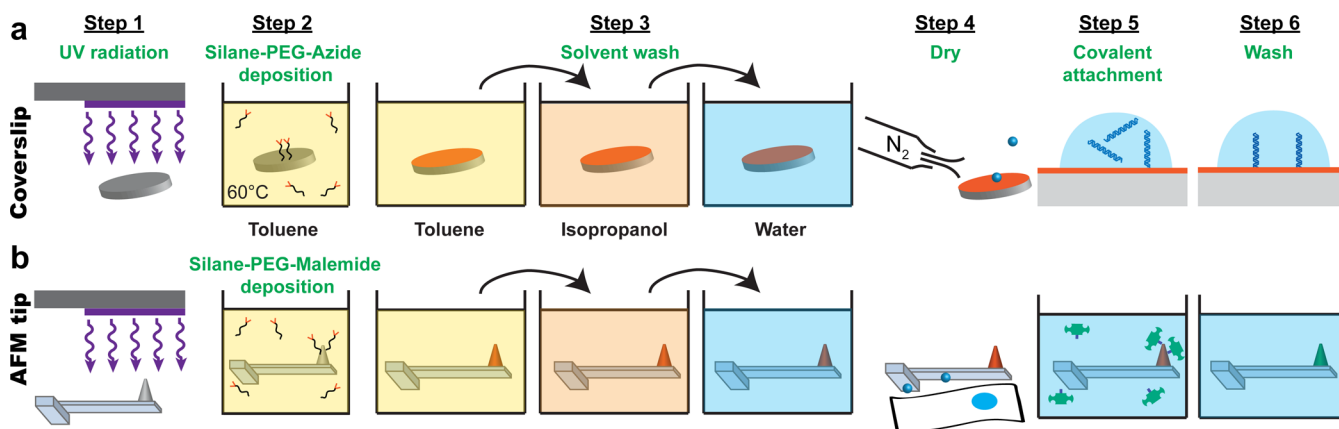 Step 1
Step 2
Step 3
Step 4
Step 5
Step 6
a
UV radiation
Silane-PEG-Azide
deposition
Solvent wash
Dry
Covalent
attachment
Wash
Coverslip
60°C
N2
Toluene
Toluene
Isopropanol
Water
b
Silane-PEG-Malemide
deposition
AFM tip